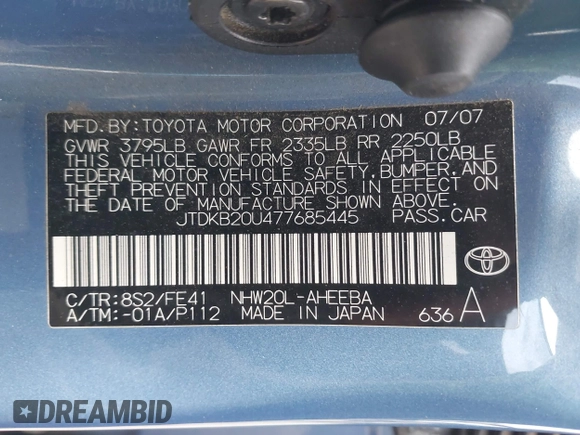 MFD. BY: TOYOTA MOTOR CORPORATION 07/07
GVWR 3795LB GAWR FR 2335LB RR 2250LB
THIS VEHICLE CONFORMS TO ALL APPLICABLE
FEDERAL MOTOR VEHICLE SAFETY, BUMPER, AND
THEFT PREVENTION STANDARDS IN EFFECT ON
THE DATE OF MANUFACTURE SHOWN ABOVE.
JTDKB20U477685445 PASS. CAR
C/TR: 8S2/FE41 NHW20L-AHEEBA
A/TM: -01A/P112 MADE IN JAPAN 636 A
DREAMBID